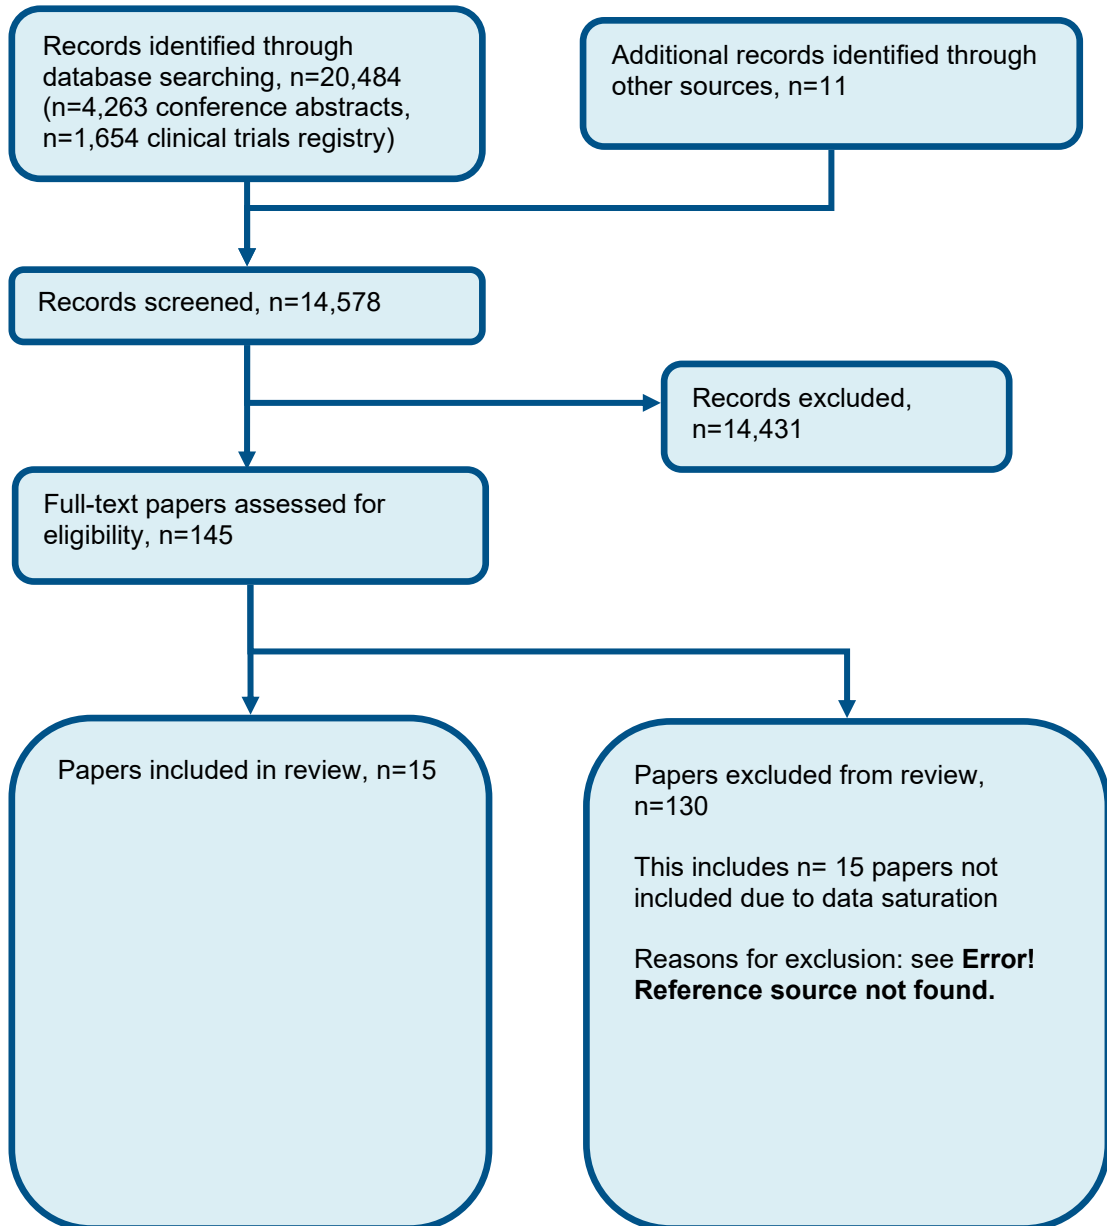 Records identified through
database searching, n=20,484
(n=4,263 conference abstracts,
n=1,654 clinical trials registry)
Additional records identified through
other sources, n=11
Records screened, n=14,578
Records excluded,
n=14,431
Full-text papers assessed for
eligibility, n=145
Papers included in review, n=15
Papers excluded from review,
n=130
This includes n= 15 papers not
included due to data saturation
Reasons for exclusion: see Error!
Reference source not found.